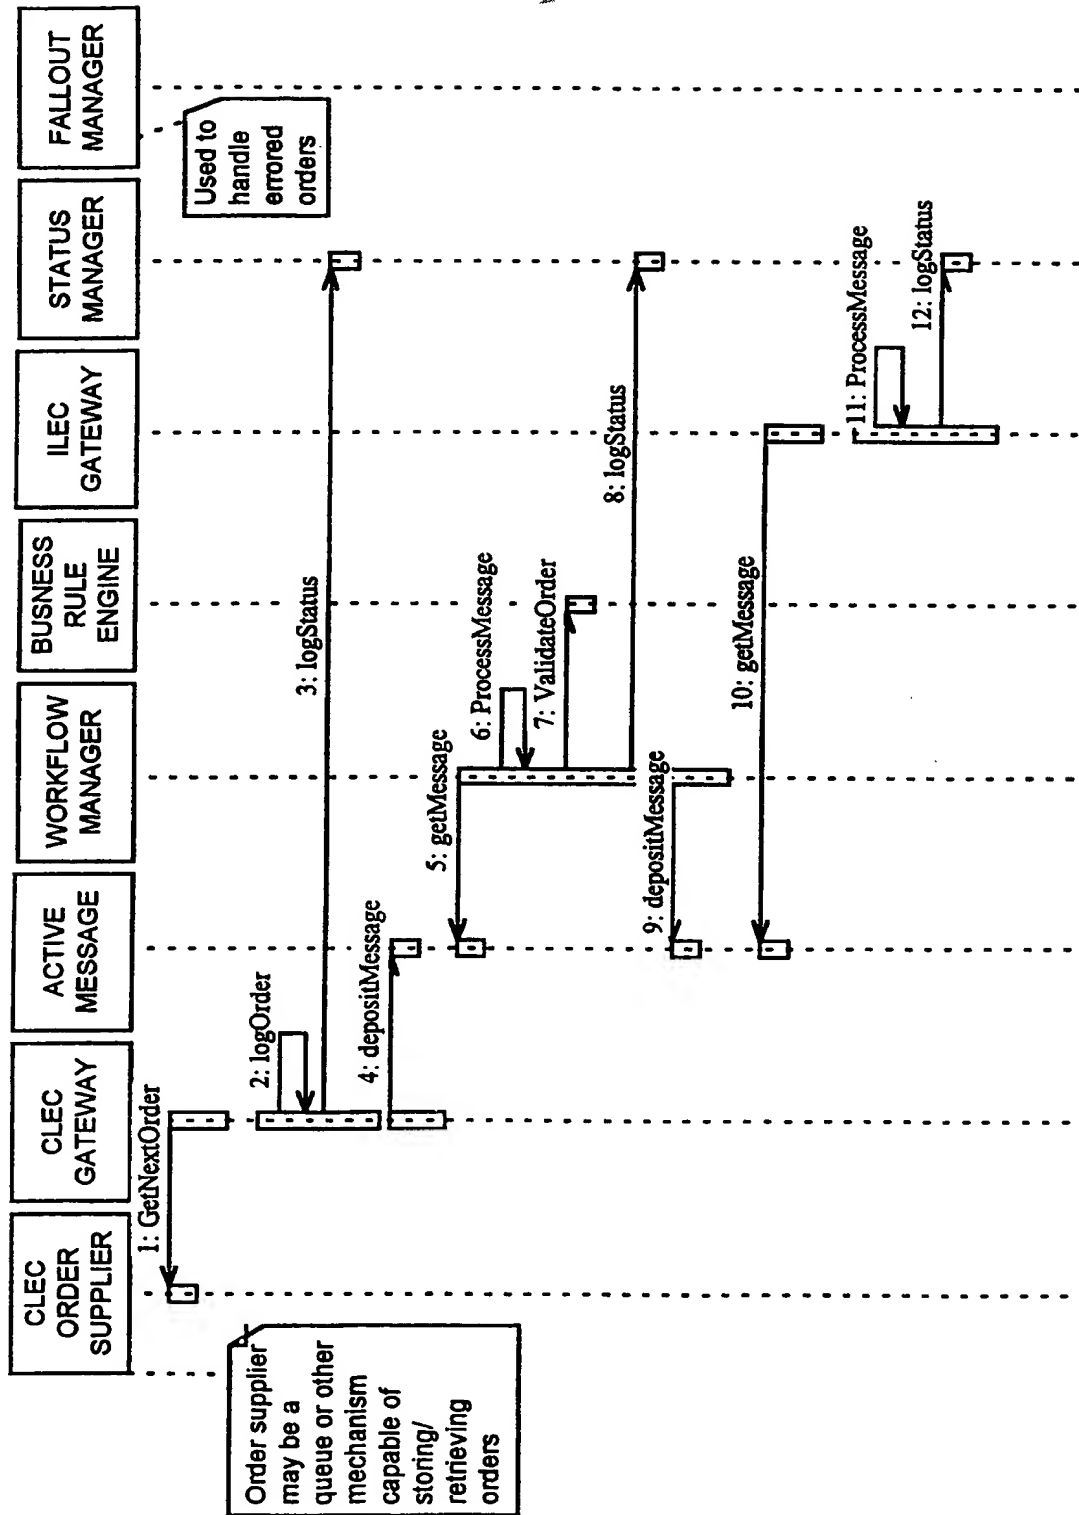 CLEC
ORDER
SUPPLIER
CLEC
GATEWAY
ACTIVE
MESSAGE
WORKFLOW
MANAGER
BUSNESS
RULE
ENGINE
ILEC
GATEWAY
STATUS
MANAGER
FALLOUT
MANAGER
Order supplier
may be a
queue or other
mechanism
capable of
storing/
retrieving
orders
Used to
handle
errored
orders
1: GetNextOrder
2: logOrder
3: logStatus
4: depositMessage
5: getMessage
6: ProcessMessage
7: ValidateOrder
8: logStatus
9: depositMessage
10: getMessage
11: ProcessMessage
12: logStatus